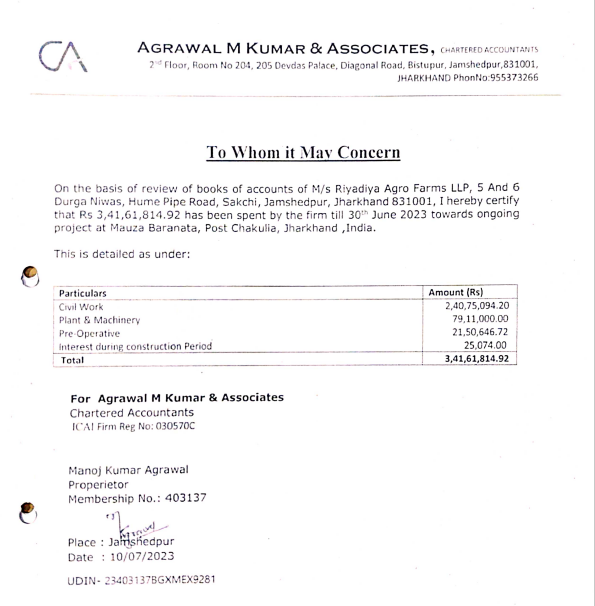 CA
AGRAWAL M KUMAR & ASSOCIATES, CHARTERED ACCOUNTANTS
2nd Floor, Room No 204, 205 Devdas Palace, Diagonal Road, Bistupur, Jamshedpur,831001,
JHARKHAND PhonNo:955373266
To Whom it May Concern
On the basis of review of books of accounts of M/s Riyadiya Agro Farms LLP, 5 And 6
Durga Niwas, Hume Pipe Road, Sakchi, Jamshedpur, Jharkhand 831001, I hereby certify
that Rs 3,41,61,814.92 has been spent by the firm till 30th June 2023 towards ongoing
project at Mauza Baranata, Post Chakulia, Jharkhand ,India.
This is detailed as under:
Particulars Amount (Rs)
Civil Work 2,40,75,094.20
Plant & Machinery 79,11,000.00
Pre-Operative 21,50,646.72
Interest during construction Period 25,074.00
Total 3,41,61,814.92
For Agrawal M Kumar & Associates
Chartered Accountants
ICAI Firm Reg No: 030570C
Manoj Kumar Agrawal
Properietor
Membership No.: 403137
Place : Jamshedpur
Date : 10/07/2023
UDIN- 23403137BGXMEX9281